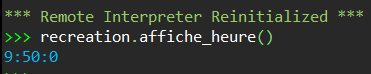 *** Remote Interpreter Reinitialized ***
>>> recreation.affiche_heure()
9:50:0